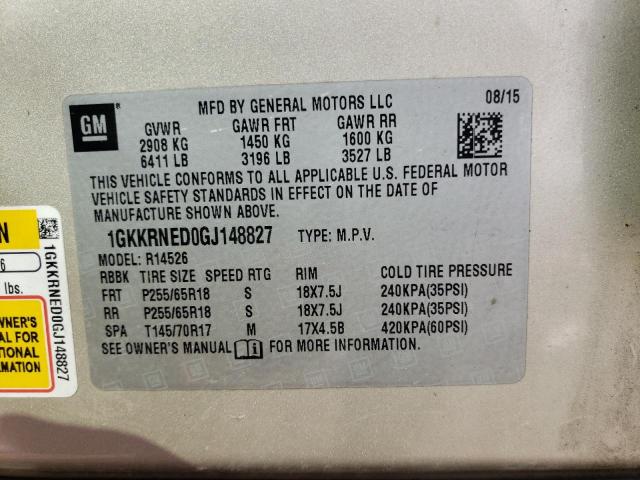 GM
MFD BY GENERAL MOTORS LLC 08/15
GVWR GAWR FRT GAWR RR
2908 KG 1450 KG 1600 KG
6411 LB 3196 LB 3527 LB
THIS VEHICLE CONFORMS TO ALL APPLICABLE U.S. FEDERAL MOTOR
VEHICLE SAFETY STANDARDS IN EFFECT ON THE DATE OF
MANUFACTURE SHOWN ABOVE.
1GKKRNED0GJ148827 TYPE: M.P.V.
MODEL: R14526
RBBK TIRE SIZE SPEED RTG RIM COLD TIRE PRESSURE
FRT P255/65R18 S 18X7.5J 240KPA(35PSI)
RR P255/65R18 S 18X7.5J 240KPA(35PSI)
SPA T145/70R17 M 17X4.5B 420KPA(60PSI)
SEE OWNER'S MANUAL FOR MORE INFORMATION.
N
6
lbs.
WNER'S
AL FOR
TIONAL
RMATION
1GKKRNED0GJ148827